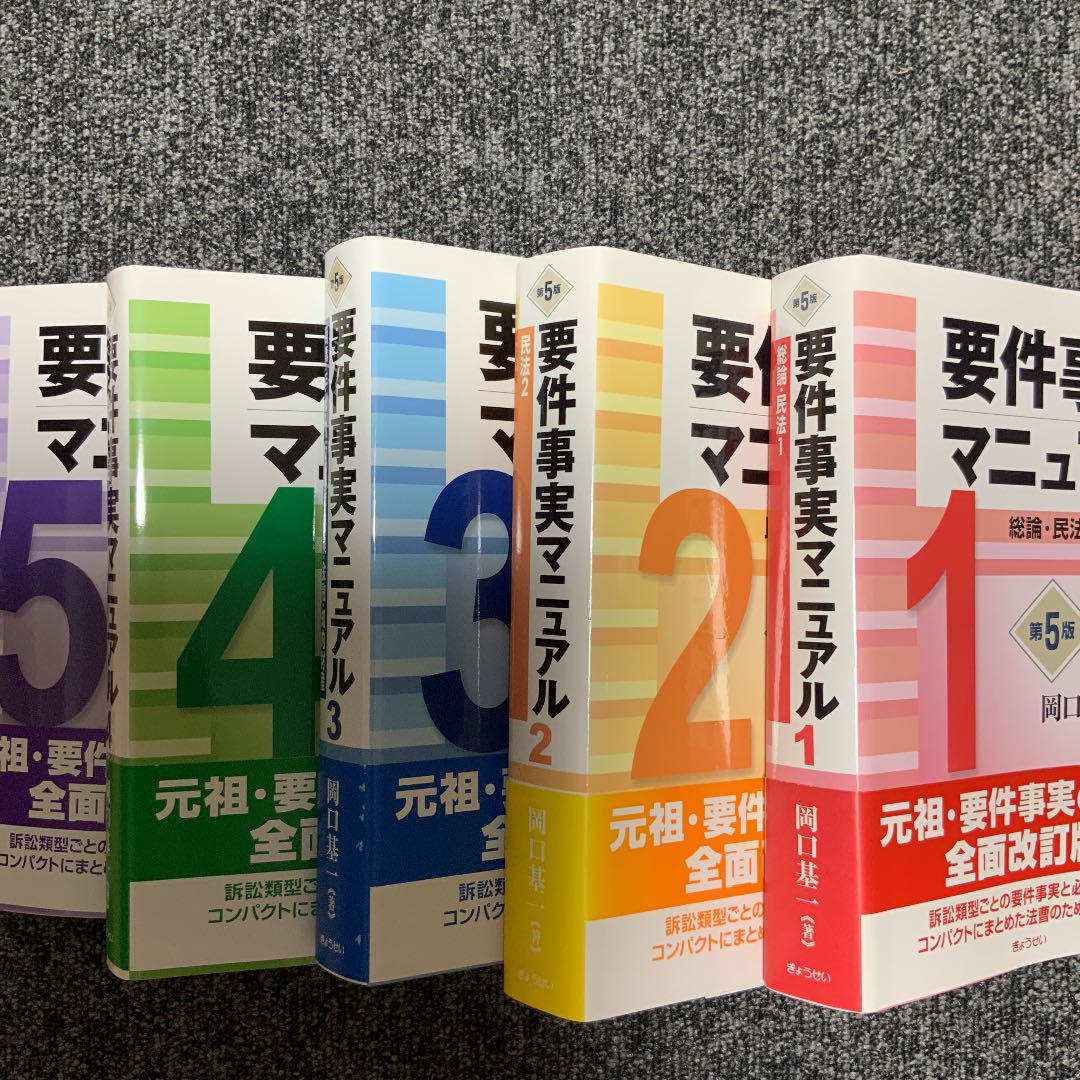 要
マニ
5
祖・要件
全面
訴訟類型ごとの
コンパクトにまとめ
要件事実マニュアル
要
マ
4
元祖・要
全面
訴訟類型ご
コンパクトにま
第5版
要件事実マニュアル
3
岡口基一《著》
要
マ
3
元祖・要
全面
訴訟類型
コンパクト
第5版
民法2
要件事実マニュアル
2
岡口基一《著》
ぎょうせい
要件
マニ
2
元祖・要件
全面
訴訟類型ごとの
コンパクトにまとめ
第5版
総論・民法1
要件事実マニュアル
1
岡口基一《著》
ぎょうせい
要件事
マニュ
1
総論・民法
第5版
岡口
元祖・要件事実
全面改訂版
訴訟類型ごとの要件事実と必
コンパクトにまとめた法曹のため
ぎょうせい